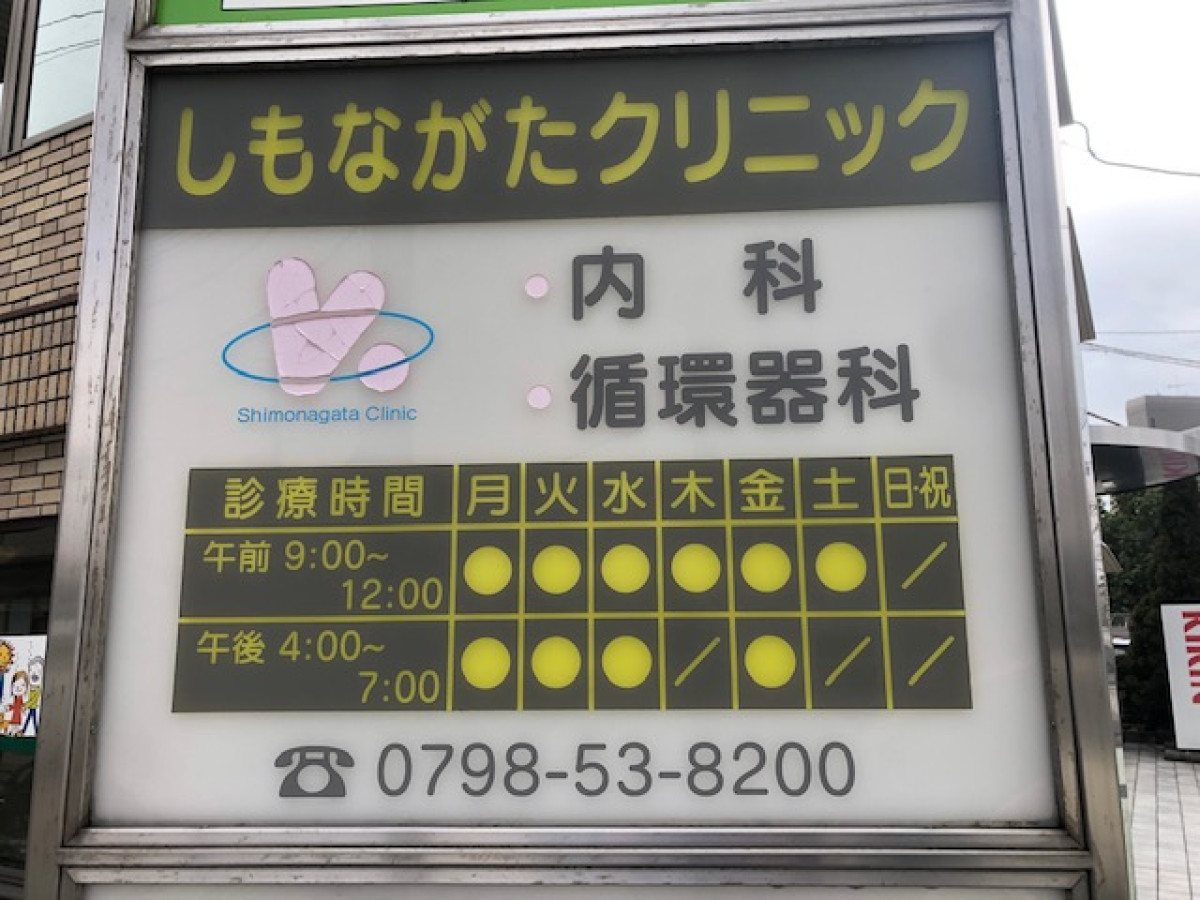 しもながたクリニック
・内　科
・循環器科
Shimonagata Clinic
診療時間 月 火 水 木 金 土 日・祝
午前 9:00~ ● ● ● ● ● ● ／
12:00
午後 4:00~ ● ● ● ／ ● ／ ／
7:00
☎ 0798-53-8200
KIRIN